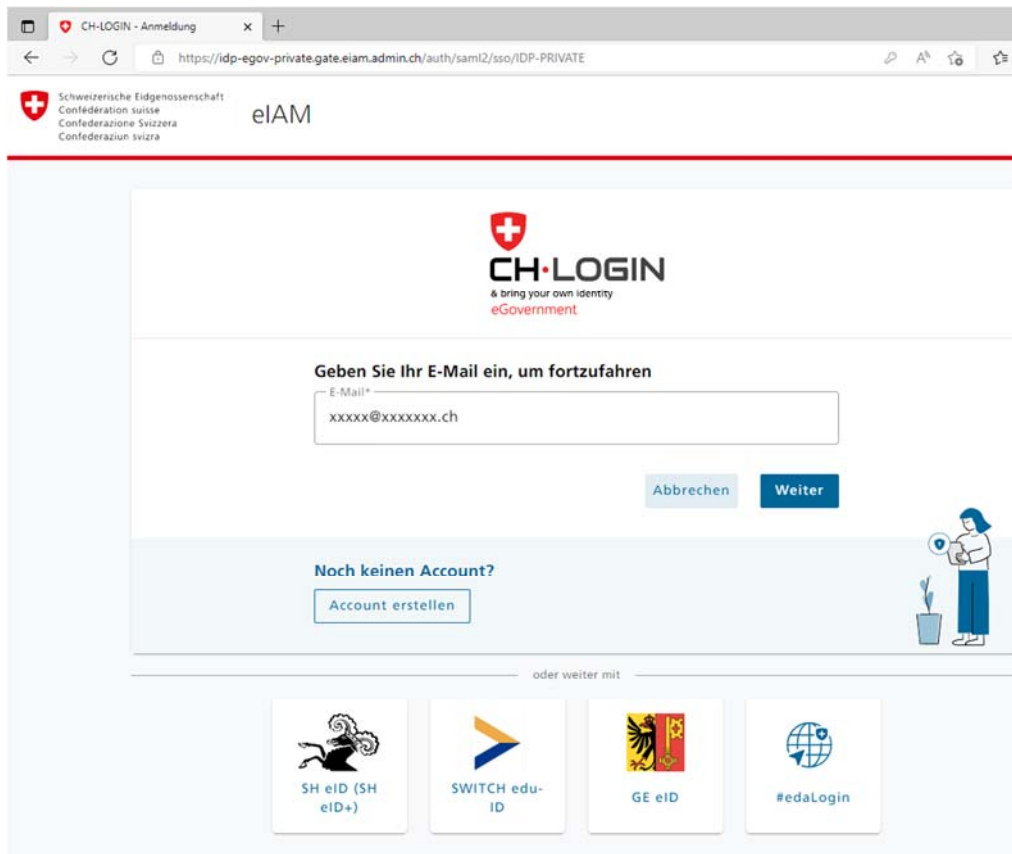 CH-LOGIN - Anmeldung
https://idp-egov-private.gate.eiam.admin.ch/auth/saml2/sso/IDP-PRIVATE
Schweizerische Eidgenossenschaft
Confédération suisse
Confederazione Svizzera
Confederaziun svizra
eIAM
CH·LOGIN
& bring your own identity
eGovernment
Geben Sie Ihr E-Mail ein, um fortzufahren
E-Mail*
xxxxx@xxxxxxx.ch
Abbrechen
Weiter
Noch keinen Account?
Account erstellen
oder weiter mit
SH eID (SH
eID+)
SWITCH edu-
ID
GE eID
#edaLogin